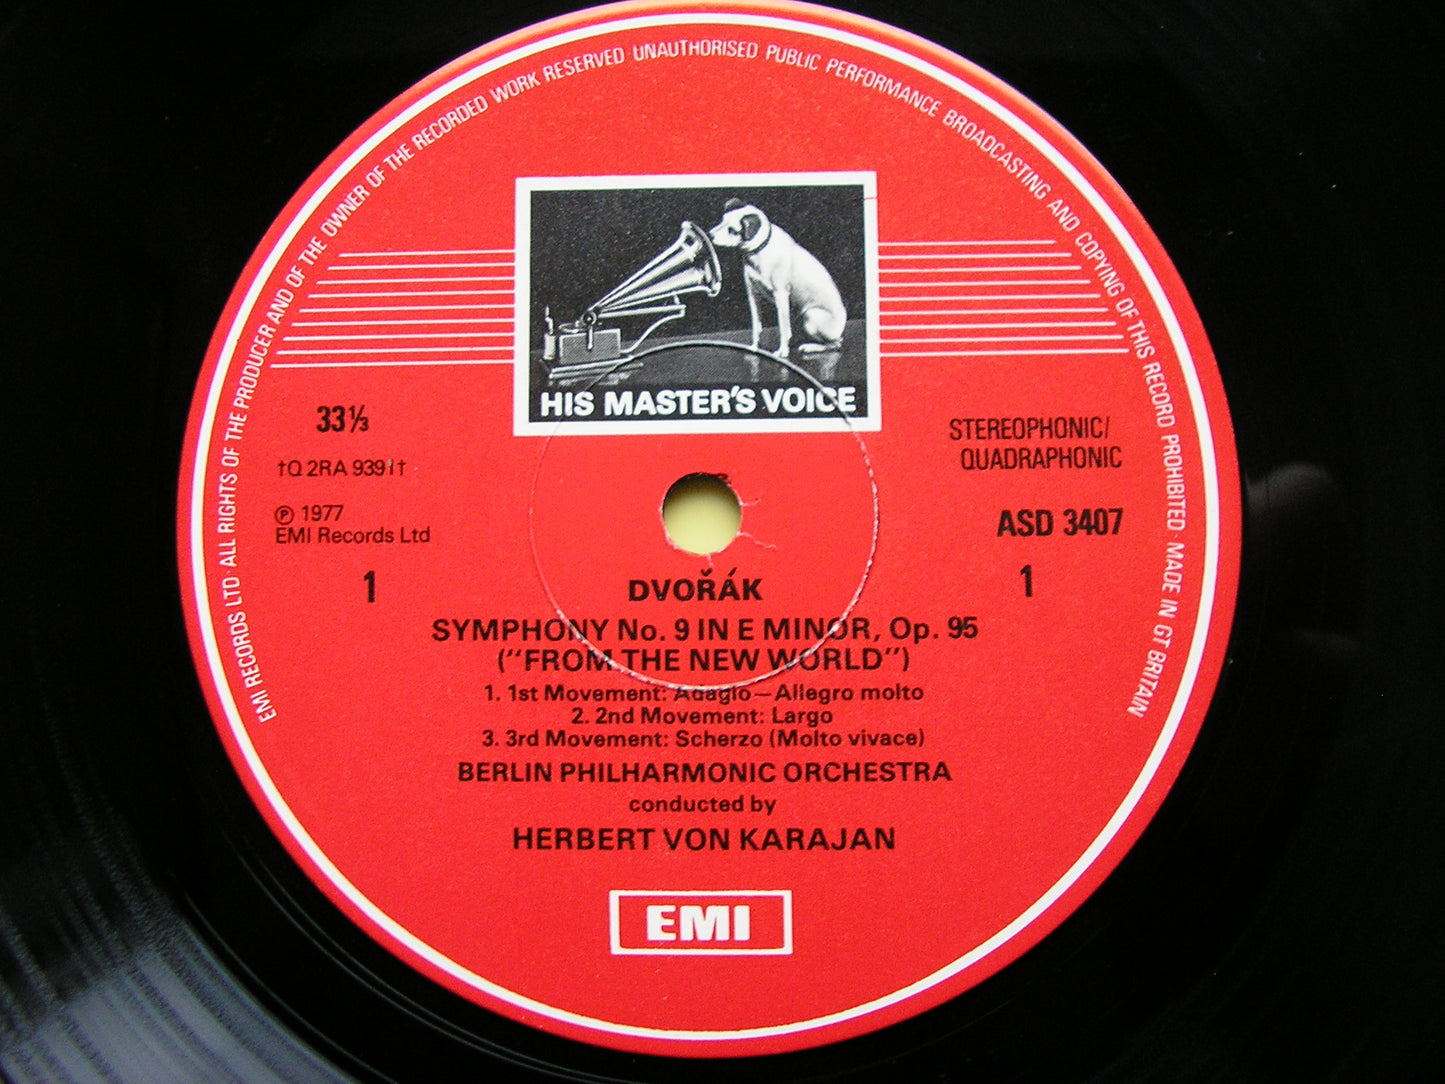 EMI RECORDS LTD · ALL RIGHTS OF THE PRODUCER AND OF THE OWNER OF THE RECORDED WORK RESERVED · UNAUTHORISED PUBLIC PERFORMANCE BROADCASTING AND COPYING OF THIS RECORD PROHIBITED · MADE IN GT BRITAIN
HIS MASTER'S VOICE
33⅓
STEREOPHONIC/
QUADRAPHONIC
†Q 2RA 9391†
℗ 1977
EMI Records Ltd
ASD 3407
1
1
DVOŘÁK
SYMPHONY No. 9 IN E MINOR, Op. 95
("FROM THE NEW WORLD")
1. 1st Movement: Adagio — Allegro molto
2. 2nd Movement: Largo
3. 3rd Movement: Scherzo (Molto vivace)
BERLIN PHILHARMONIC ORCHESTRA
conducted by
HERBERT VON KARAJAN
EMI